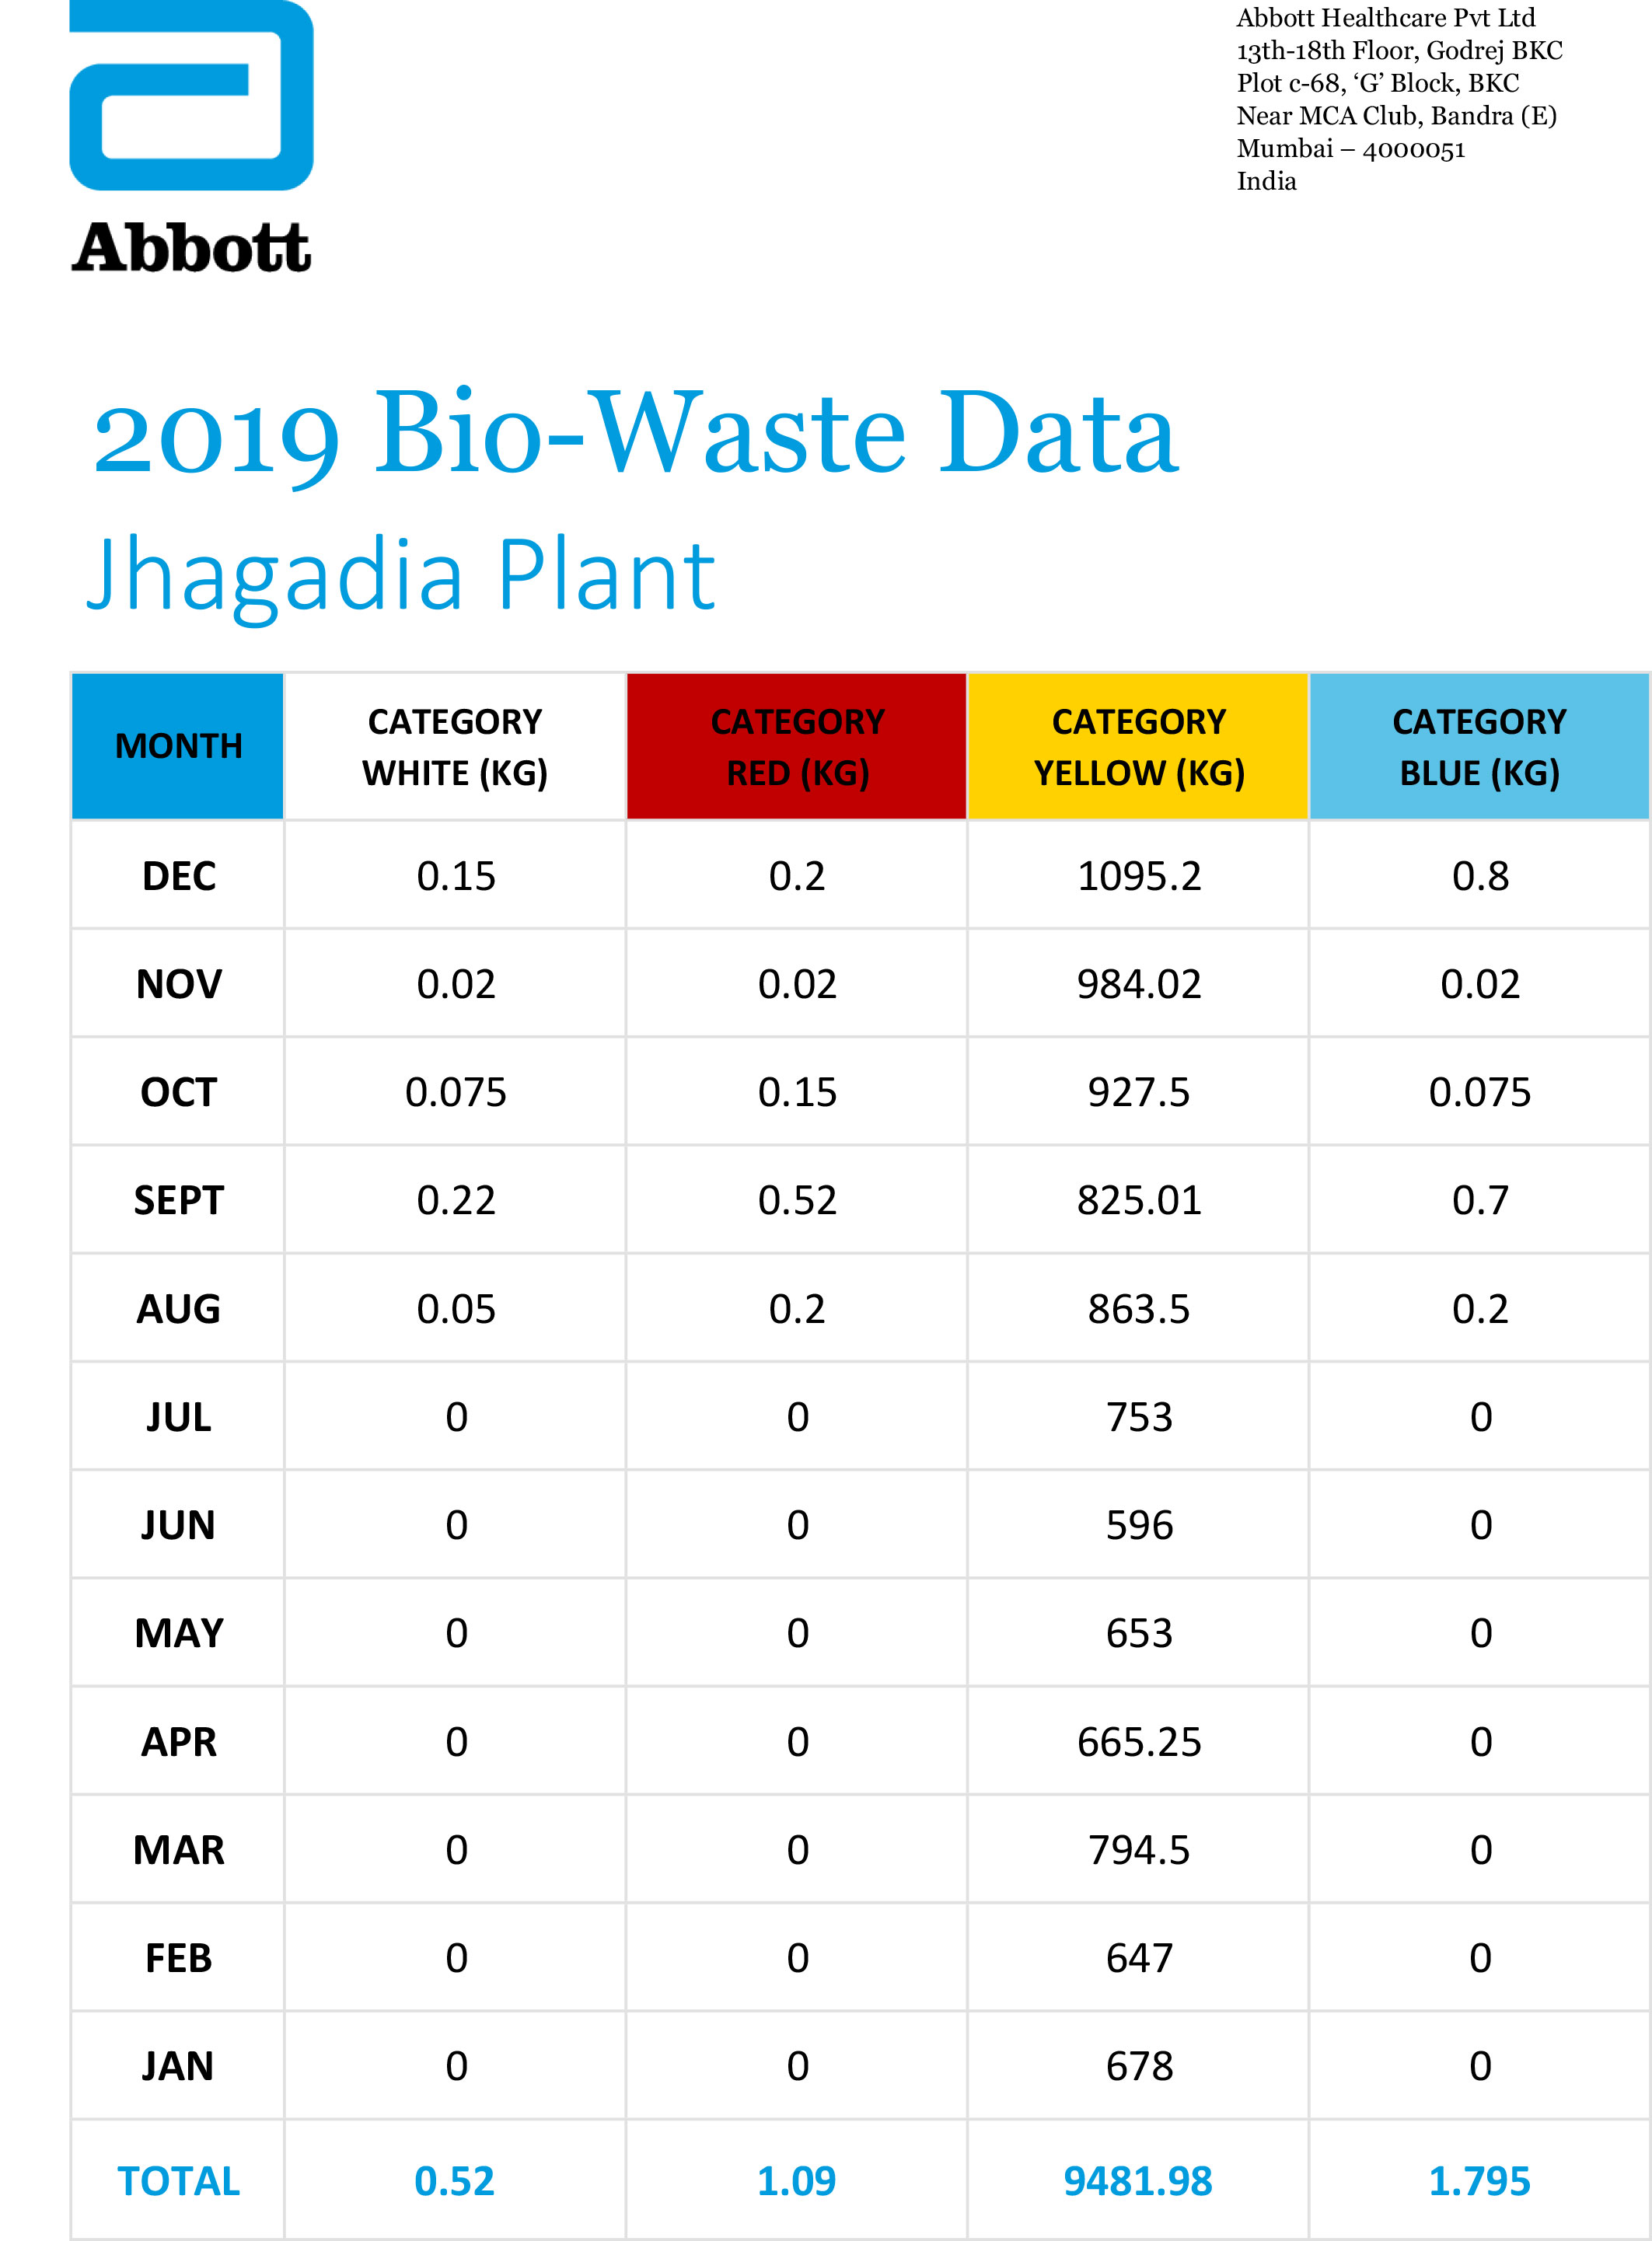 Abbott
Abbott Healthcare Pvt Ltd
13th-18th Floor, Godrej BKC
Plot c-68, ‘G’ Block, BKC
Near MCA Club, Bandra (E)
Mumbai – 4000051
India
2019 Bio-Waste Data
Jhagadia Plant
MONTH CATEGORY WHITE (KG) CATEGORY RED (KG) CATEGORY YELLOW (KG) CATEGORY BLUE (KG)
DEC 0.15 0.2 1095.2 0.8
NOV 0.02 0.02 984.02 0.02
OCT 0.075 0.15 927.5 0.075
SEPT 0.22 0.52 825.01 0.7
AUG 0.05 0.2 863.5 0.2
JUL 0 0 753 0
JUN 0 0 596 0
MAY 0 0 653 0
APR 0 0 665.25 0
MAR 0 0 794.5 0
FEB 0 0 647 0
JAN 0 0 678 0
TOTAL 0.52 1.09 9481.98 1.795